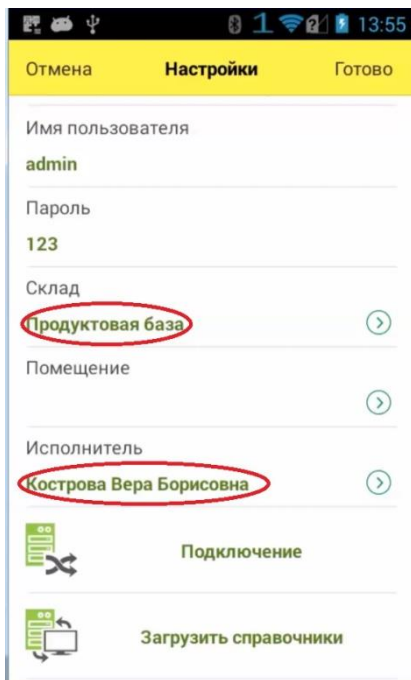 1 13:55
Отмена Настройки Готово
Имя пользователя
admin
Пароль
123
Склад
Продуктовая база
Помещение
Исполнитель
Кострова Вера Борисовна
Подключение
Загрузить справочники